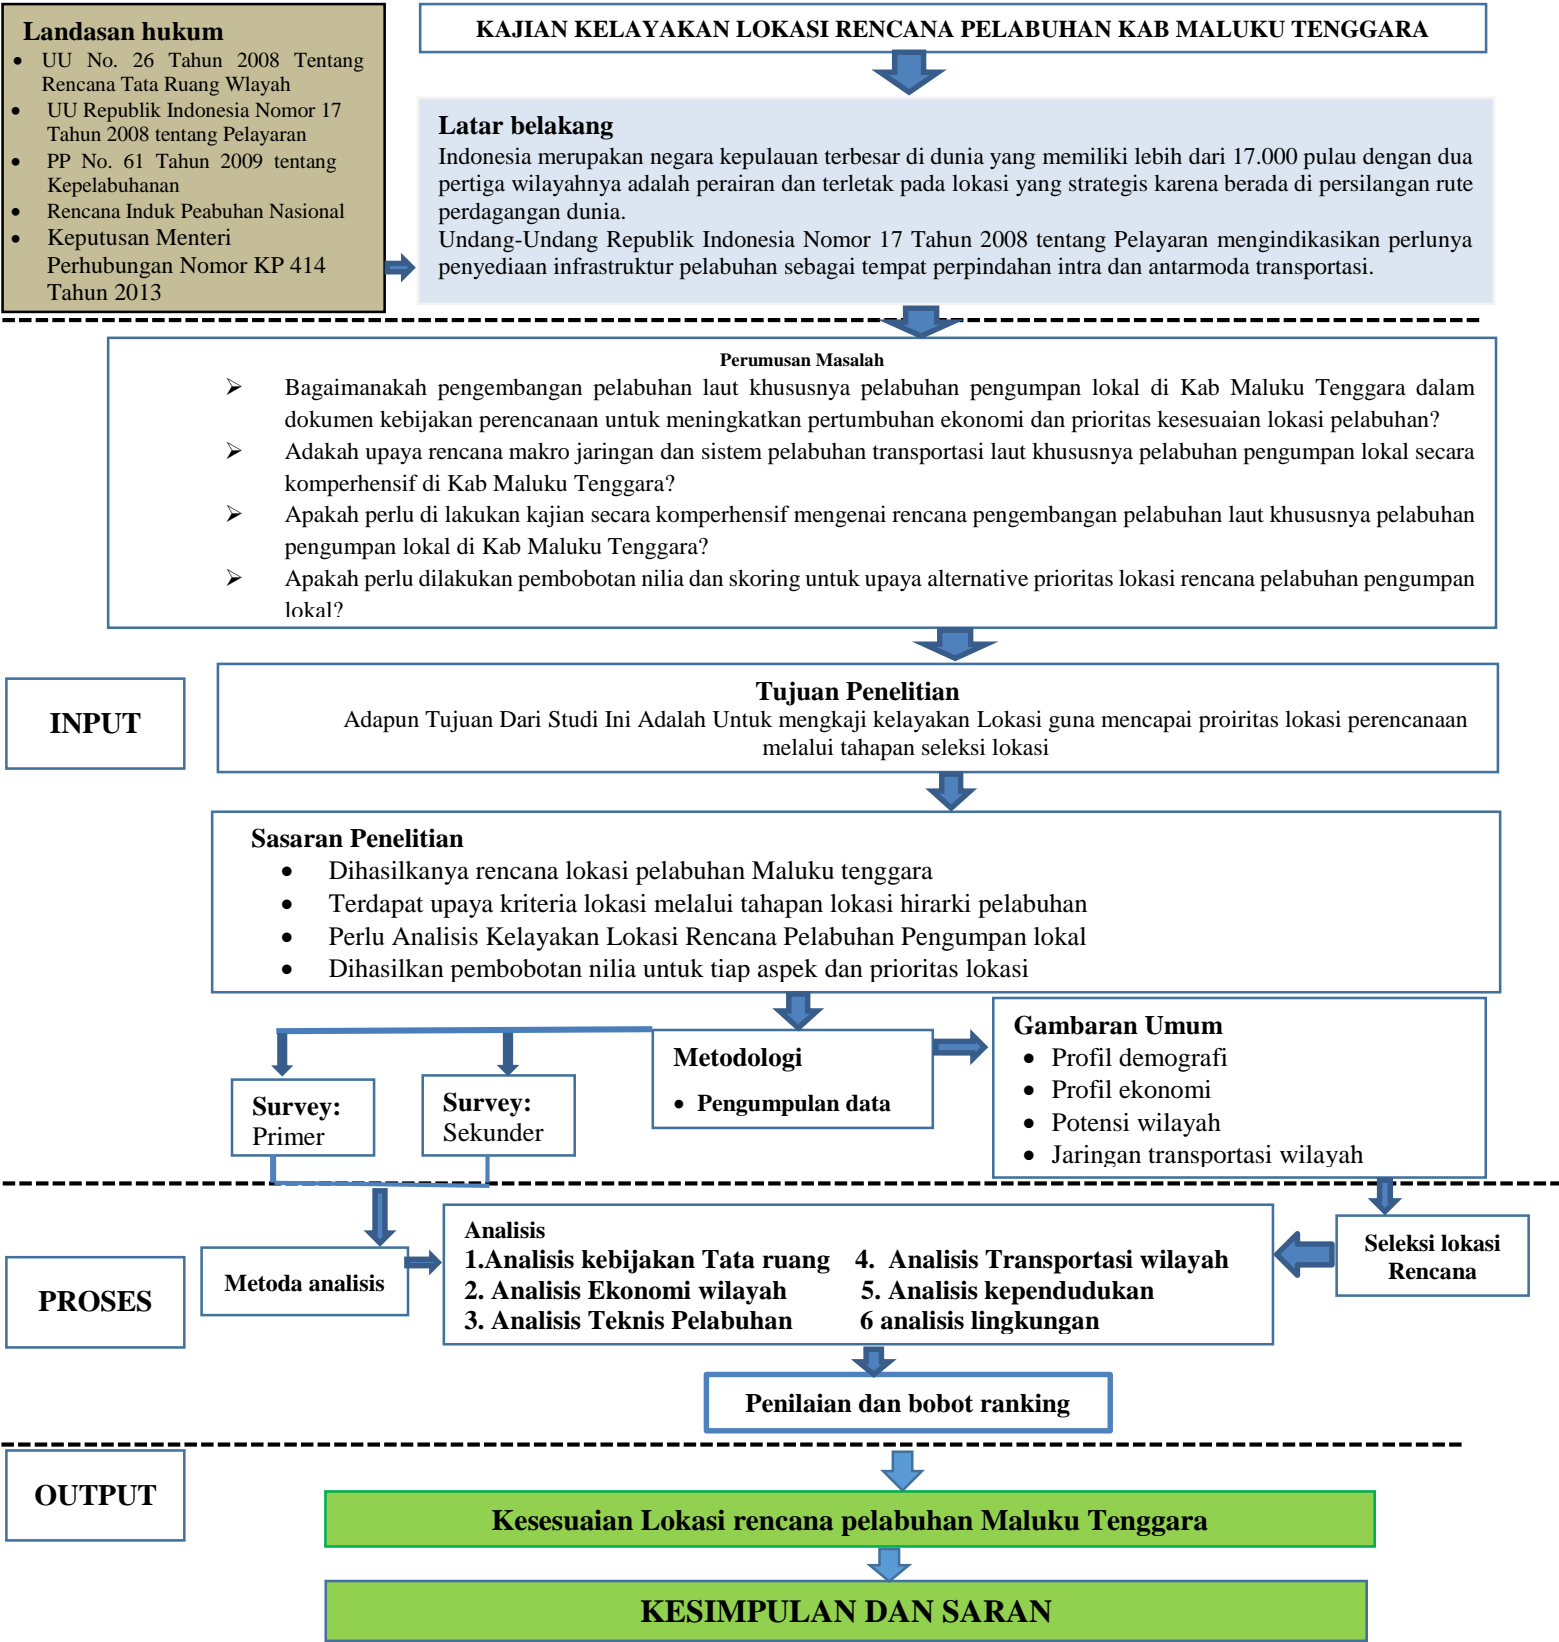 Landasan hukum
UU No. 26 Tahun 2008 Tentang
Rencana Tata Ruang Wlayah
UU Republik Indonesia Nomor 17
Tahun 2008 tentang Pelayaran
PP No. 61 Tahun 2009 tentang
Kepelabuhanan
Rencana Induk Peabuhan Nasional
Keputusan Menteri
Perhubungan Nomor KP 414
Tahun 2013
KAJIAN KELAYAKAN LOKASI RENCANA PELABUHAN KAB MALUKU TENGGARA
Latar belakang
Indonesia merupakan negara kepulauan terbesar di dunia yang memiliki lebih dari 17.000 pulau dengan dua
pertiga wilayahnya adalah perairan dan terletak pada lokasi yang strategis karena berada di persilangan rute
perdagangan dunia.
Undang-Undang Republik Indonesia Nomor 17 Tahun 2008 tentang Pelayaran mengindikasikan perlunya
penyediaan infrastruktur pelabuhan sebagai tempat perpindahan intra dan antarmoda transportasi.
Perumusan Masalah
Bagaimanakah pengembangan pelabuhan laut khususnya pelabuhan pengumpan lokal di Kab Maluku Tenggara dalam
dokumen kebijakan perencanaan untuk meningkatkan pertumbuhan ekonomi dan prioritas kesesuaian lokasi pelabuhan?
Adakah upaya rencana makro jaringan dan sistem pelabuhan transportasi laut khususnya pelabuhan pengumpan lokal secara
komperhensif di Kab Maluku Tenggara?
Apakah perlu di lakukan kajian secara komperhensif mengenai rencana pengembangan pelabuhan laut khususnya pelabuhan
pengumpan lokal di Kab Maluku Tenggara?
Apakah perlu dilakukan pembobotan nilia dan skoring untuk upaya alternative prioritas lokasi rencana pelabuhan pengumpan
lokal?
INPUT
Tujuan Penelitian
Adapun Tujuan Dari Studi Ini Adalah Untuk mengkaji kelayakan Lokasi guna mencapai proiritas lokasi perencanaan
melalui tahapan seleksi lokasi
Sasaran Penelitian
Dihasilkanya rencana lokasi pelabuhan Maluku tenggara
Terdapat upaya kriteria lokasi melalui tahapan lokasi hirarki pelabuhan
Perlu Analisis Kelayakan Lokasi Rencana Pelabuhan Pengumpan lokal
Dihasilkan pembobotan nilia untuk tiap aspek dan prioritas lokasi
Survey:
Primer
Survey:
Sekunder
Metodologi
Pengumpulan data
Gambaran Umum
Profil demografi
Profil ekonomi
Potensi wilayah
Jaringan transportasi wilayah
PROSES
Metoda analisis
Analisis
1.Analisis kebijakan Tata ruang 4. Analisis Transportasi wilayah
2. Analisis Ekonomi wilayah 5. Analisis kependudukan
3. Analisis Teknis Pelabuhan 6 analisis lingkungan
Seleksi lokasi
Rencana
Penilaian dan bobot ranking
OUTPUT
Kesesuaian Lokasi rencana pelabuhan Maluku Tenggara
KESIMPULAN DAN SARAN